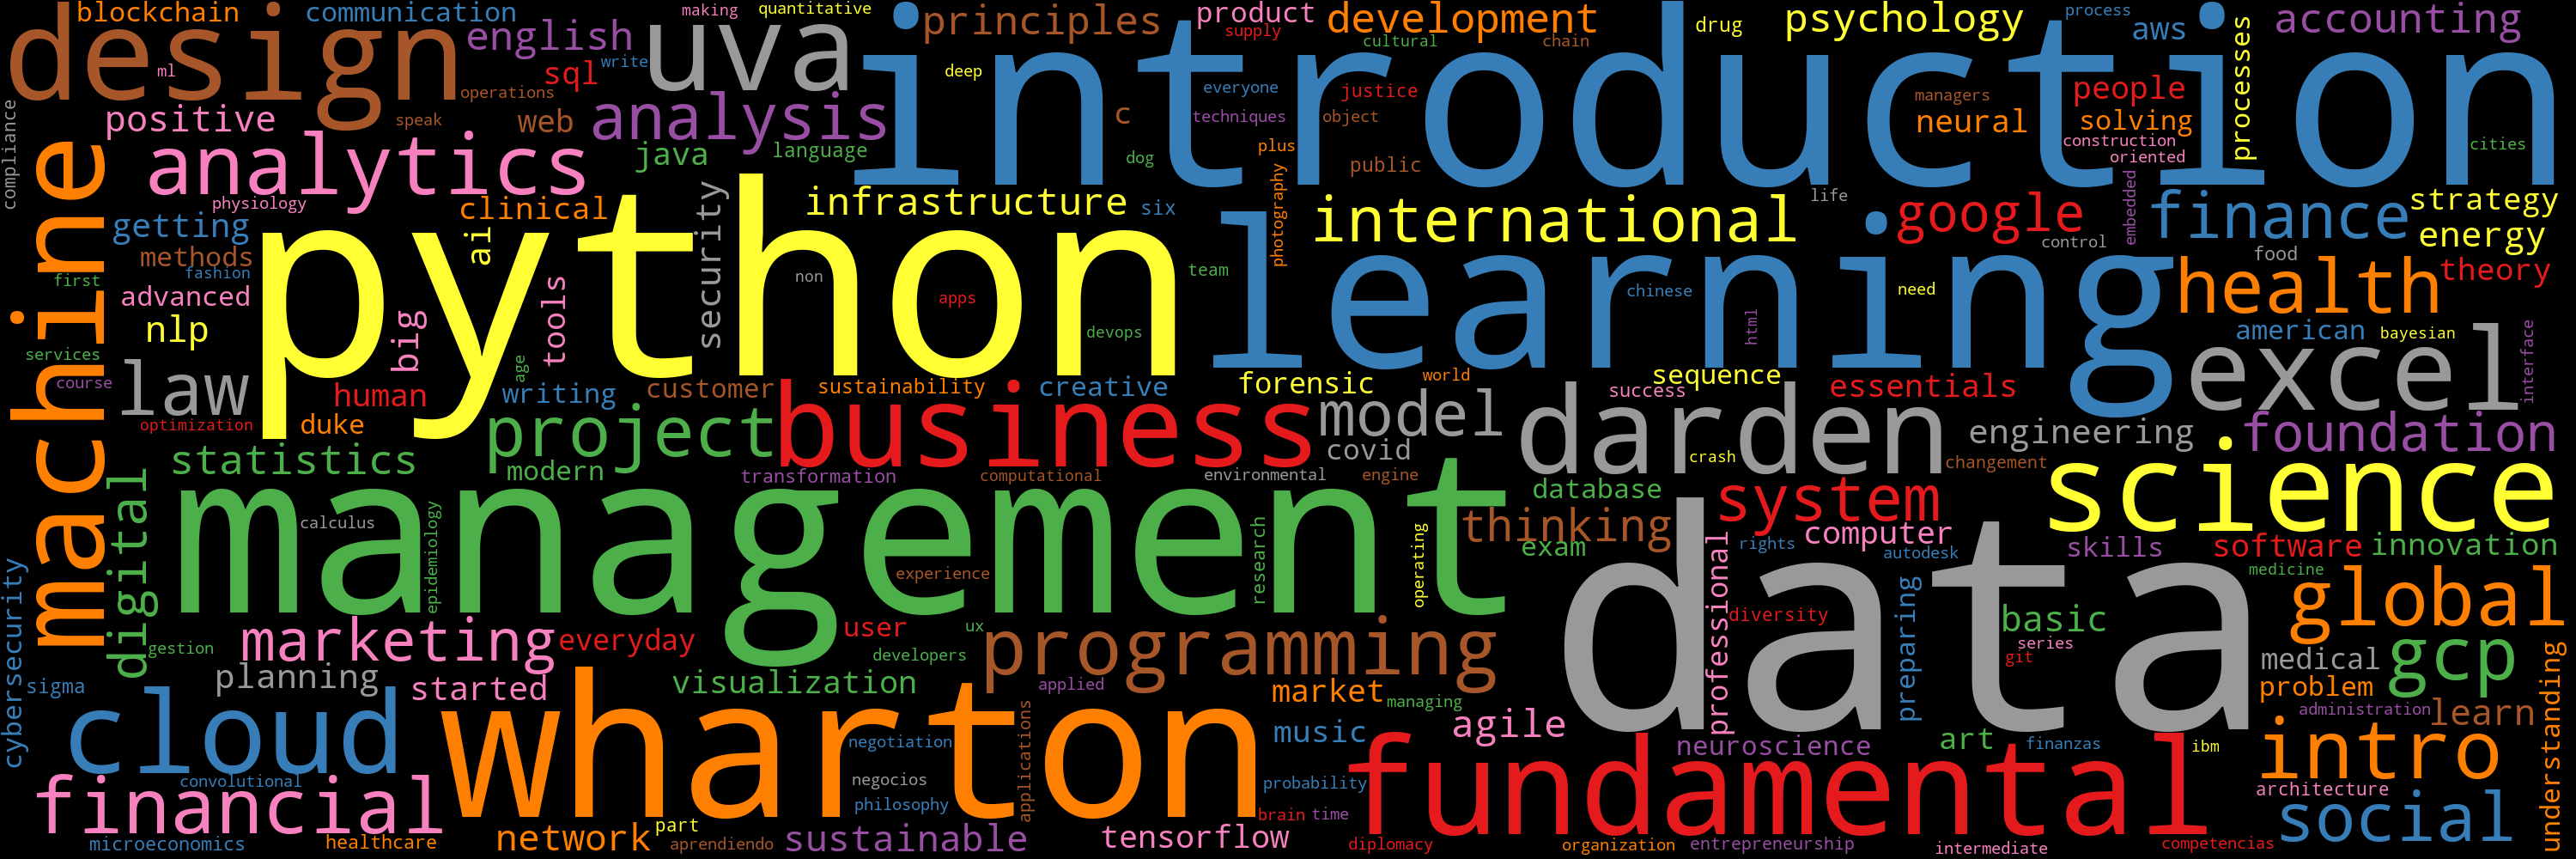 blockchain
communication
making
quantitative
principles
product
supply
development
psychology
process
aws
accounting
design
english
uva
introduction
cultural
chain
drug
processes
ml
sql
write
deep
operations
everyone
justice
people
managers
compliance
positive
speak
web
analysis
c
techniques
object
neural
solving
analytics
java
language
dog
plus
public
construction
oriented
cities
machine
physiology
clinical
infrastructure
six
photography
international
life
google
embedded
finance
strategy
getting
python
ai
security
learning
control
energy
methods
first
fashion
non
team
food
theory
advanced
tools
apps
chinese
need
health
nlp
big
devops
html
american
bayesian
services
age
excel
interface
course
law
human
writing
customer
sustainability
creative
forensic
world
sequence
success
essentials
optimization
duke
project
business
model
darden
engineering
foundation
statistics
modern
covid
crash
changement
science
digital
transformation
computational
environmental
engine
database
system
management
calculus
epidemiology
thinking
exam
computer
rights
autodesk
skills
software
innovation
research
operating
experience
professional
data
medicine
cybersecurity
preparing
diversity
basic
global
marketing
everyday
user
ux
programming
series
gestion
developers
git
gcp
planning
medical
understanding
sigma
started
visualization
applied
market
managing
problem
cloud
wharton
applications
music
agile
administration
learn
negotiation
neuroscience
art
finanzas
ibm
intro
convolutional
negocios
probability
fundamental
architecture
financial
philosophy
brain
time
social
network
part
microeconomics
healthcare
aprendiendo
sustainable
tensorflow
diplomacy
organization
entrepreneurship
intermediate
competencias